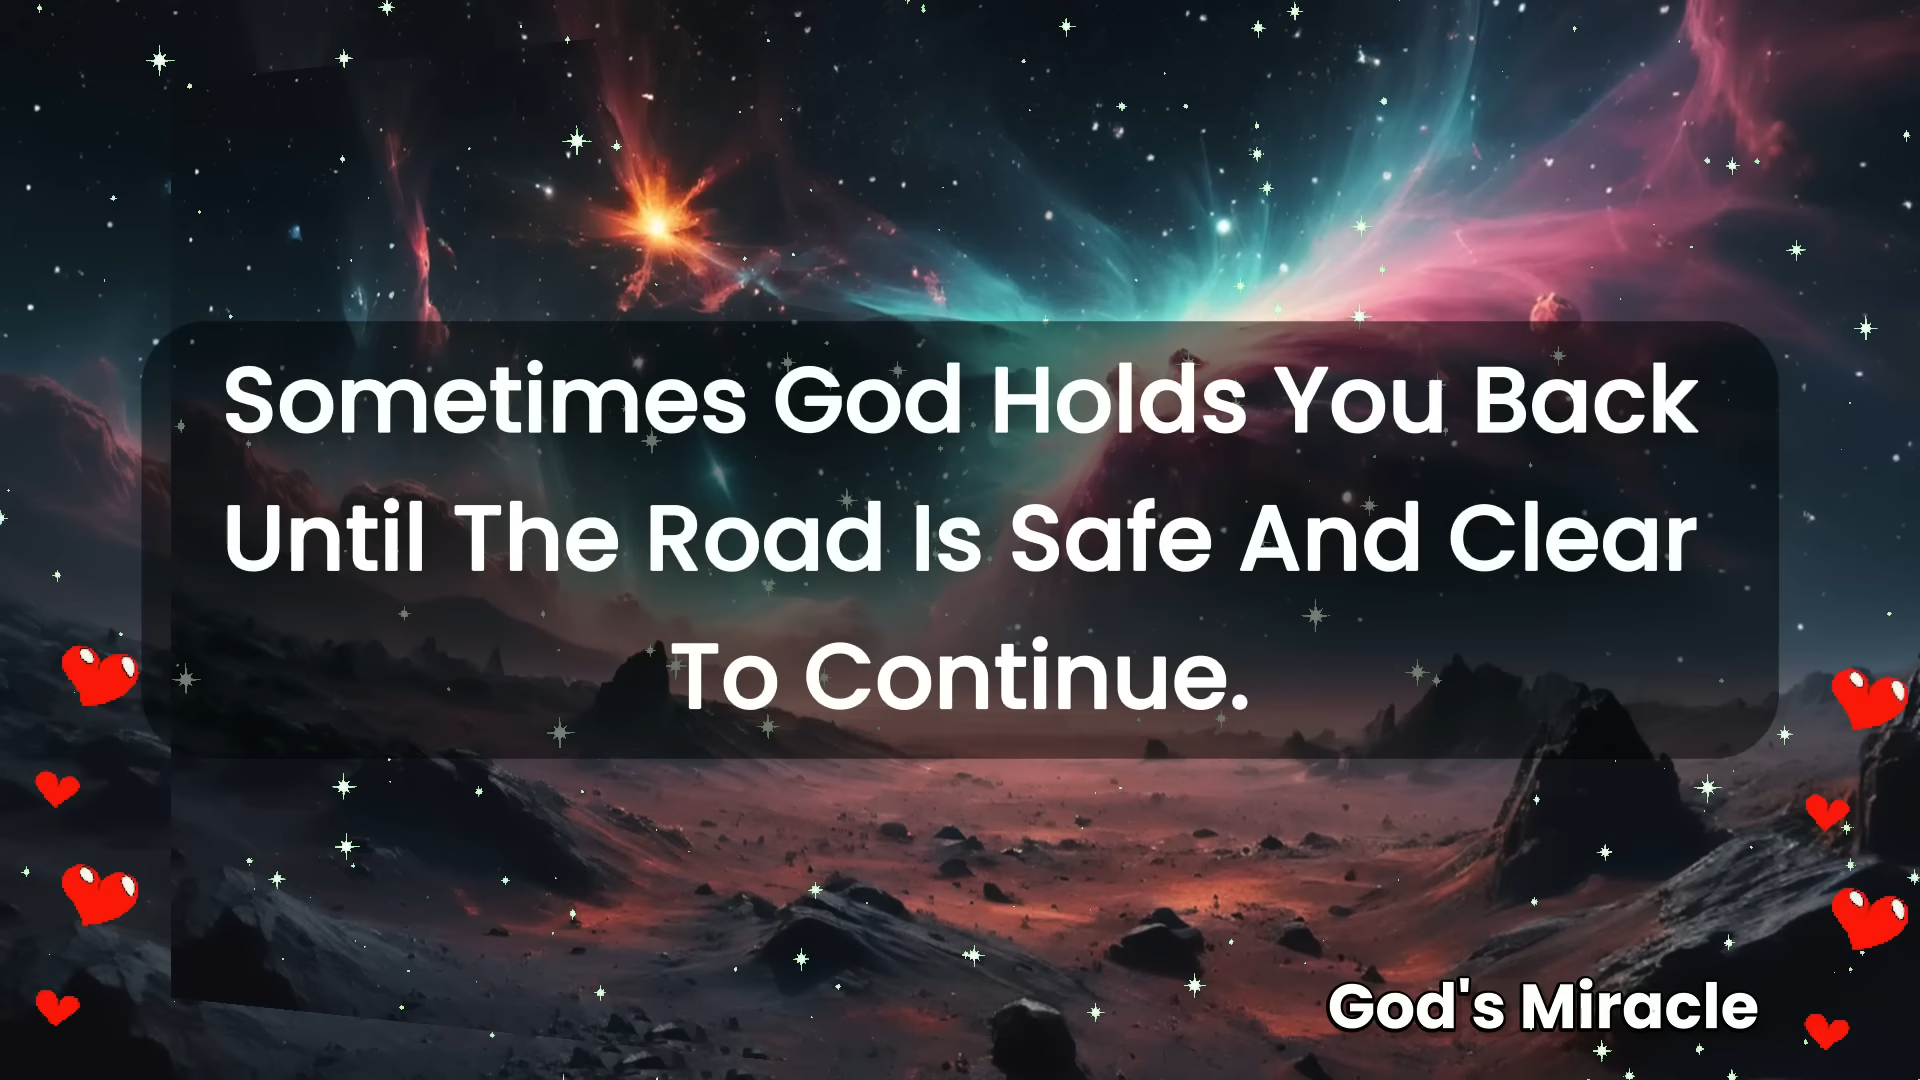 Sometimes God Holds You Back
Until The Road Is Safe And Clear
To Continue.
God's Miracle